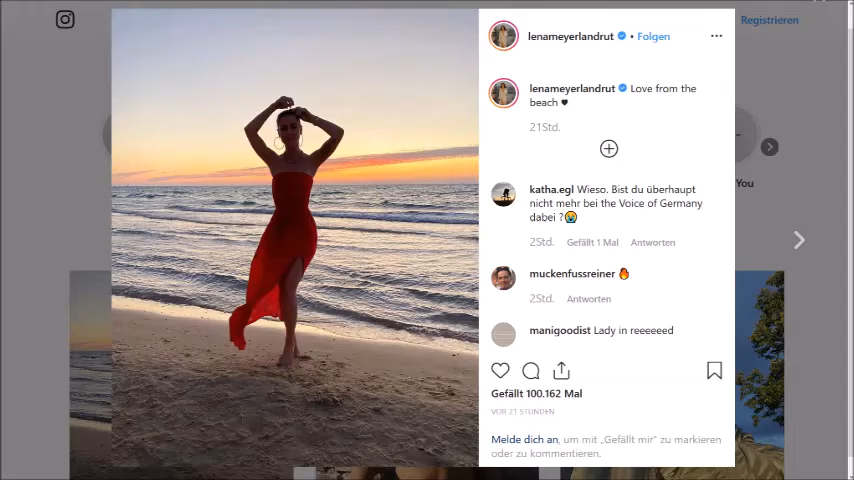 Registrieren
lenameyerlandrut • Folgen
lenameyerlandrut Love from the
beach ♥
21Std.
You
katha.egl Wieso. Bist du überhaupt
nicht mehr bei the Voice of Germany
dabei ?😭
2Std. Gefällt 1 Mal Antworten
muckenfussreiner 🔥
2Std. Antworten
manigoodist Lady in reeeeeed
Gefällt 100.162 Mal
VOR 21 STUNDEN
Melde dich an, um mit „Gefällt mir“ zu markieren
oder zu kommentieren.